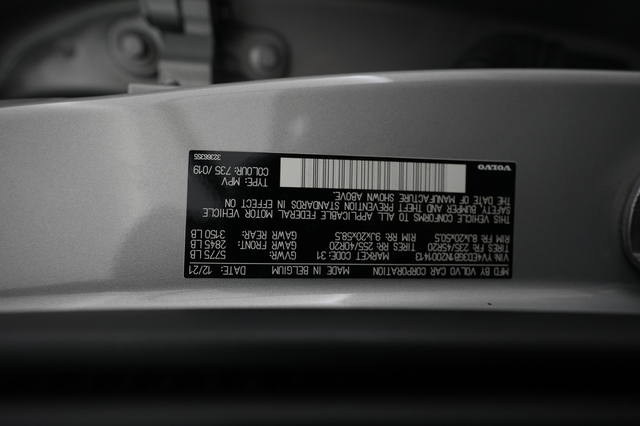 MFD BY VOLVO CAR CORPORATION MADE IN BELGIUM DATE: 12/21
VIN YV4ED3GB1N2001413 MARKET CODE: 31 GVWR: 5775 LB
TIRES FR: 235/45R20 TIRES: 255/40R20 GAWR FRONT: 2845 LB
RIM FR: 8Jx20x50.5 RIM RR: 9Jx20x58.5 GAWR REAR: 3150 LB
THIS VEHICLE CONFORMS TO ALL APPLICABLE FEDERAL MOTOR VEHICLE
SAFETY, BUMPER AND THEFT PREVENTION STANDARDS IN EFFECT ON
THE DATE OF MANUFACTURE SHOWN ABOVE.
VOLVO
TYPE: MPV
COLOUR: 735 /019
32366355